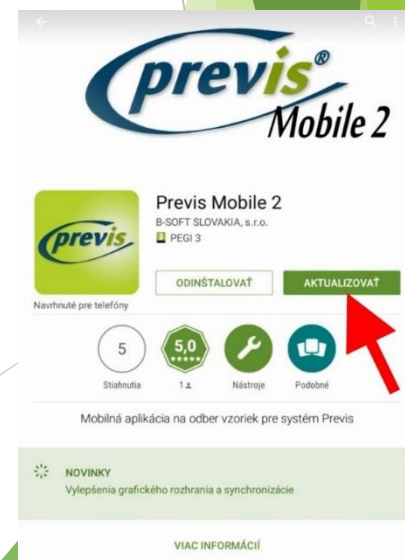 previs®
Mobile 2
previs
Previs Mobile 2
B-SOFT SLOVAKIA, s.r.o.
PEGI 3
ODINŠTALOVAŤ
AKTUALIZOVAŤ
Navrhnuté pre telefóny
5
5,0
Stiahnutia
1
Nástroje
Podobné
Mobilná aplikácia na odber vzoriek pre systém Previs
NOVINKY
Vylepšenia grafického rozhrania a synchronizácie
VIAC INFORMÁCIÍ